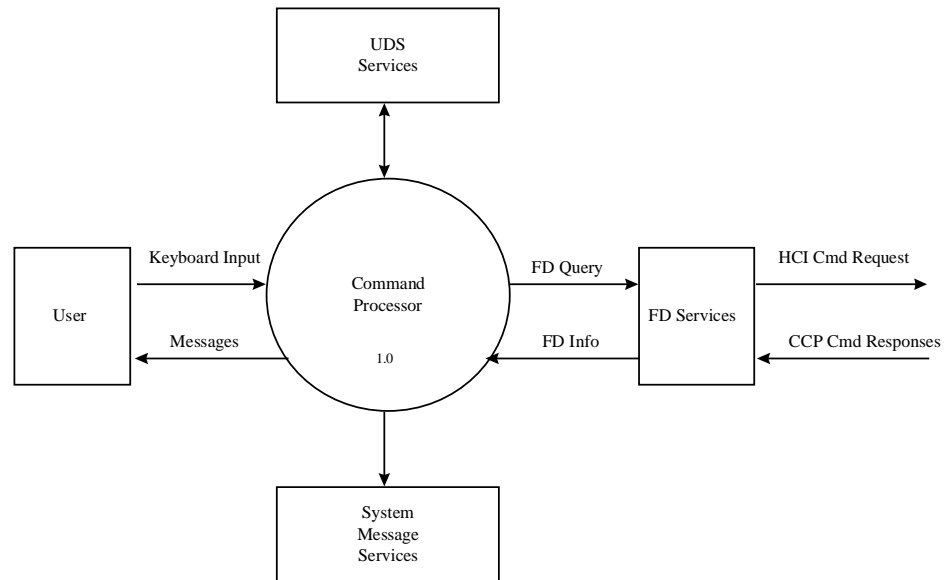 UDS
Services
Keyboard Input
FD Query
HCI Cmd Request
Command
Processor
User
FD Services
Messages
1.0
FD Info
CCP Cmd Responses
System
Message
Services